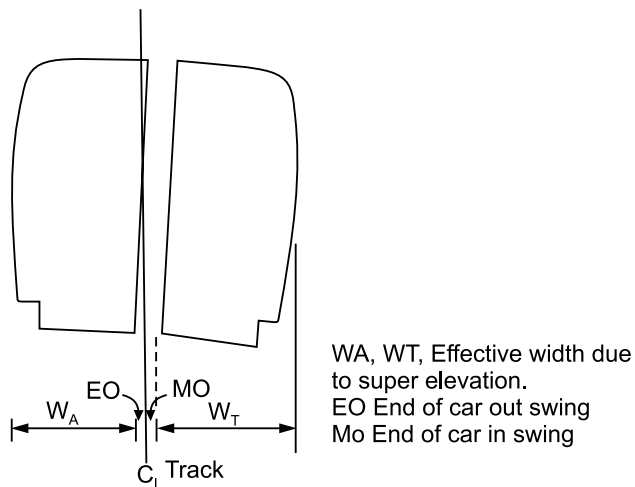 WA, WT, Effective width due
to super elevation.
EO End of car out swing
Mo End of car in swing
EO MO
W_A W_T
C_L Track